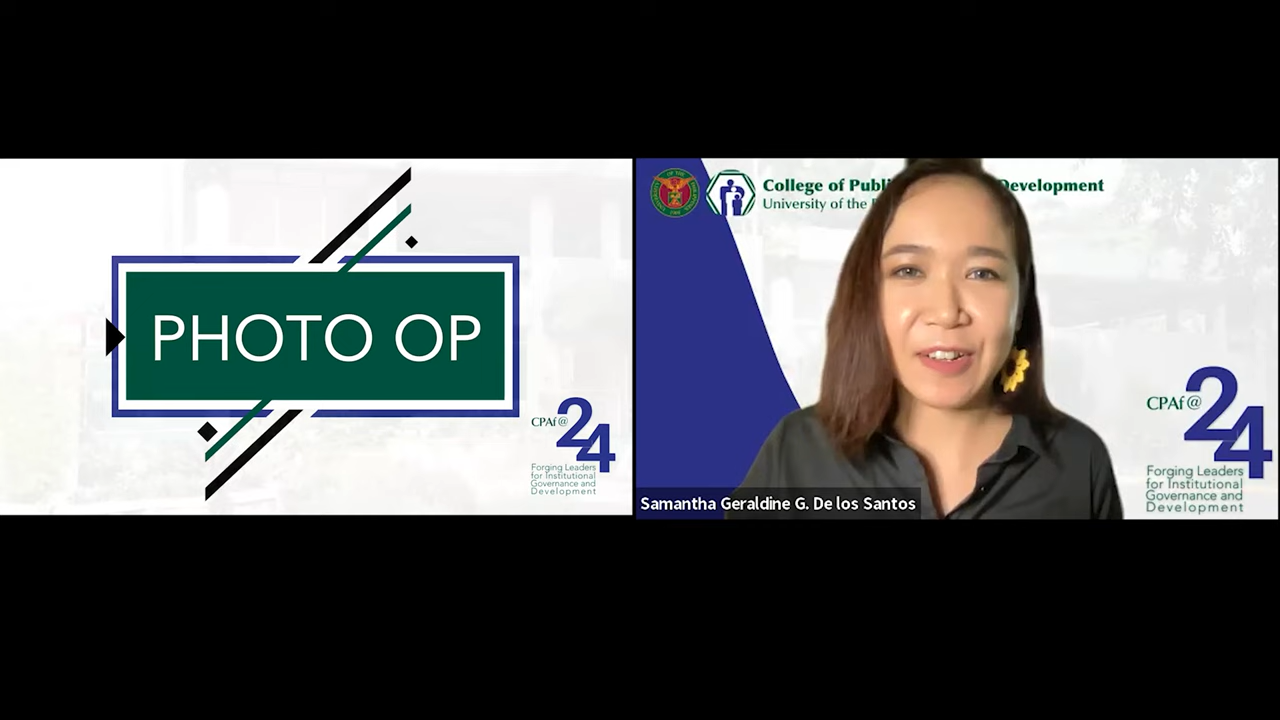 PHOTO OP
CPAf@24
Forging Leaders
for Institutional
Governance and
Development
College of Publi Development
University of the
CPAf@24
Forging Leaders
for Institutional
Governance and
Development
Samantha Geraldine G. De los Santos